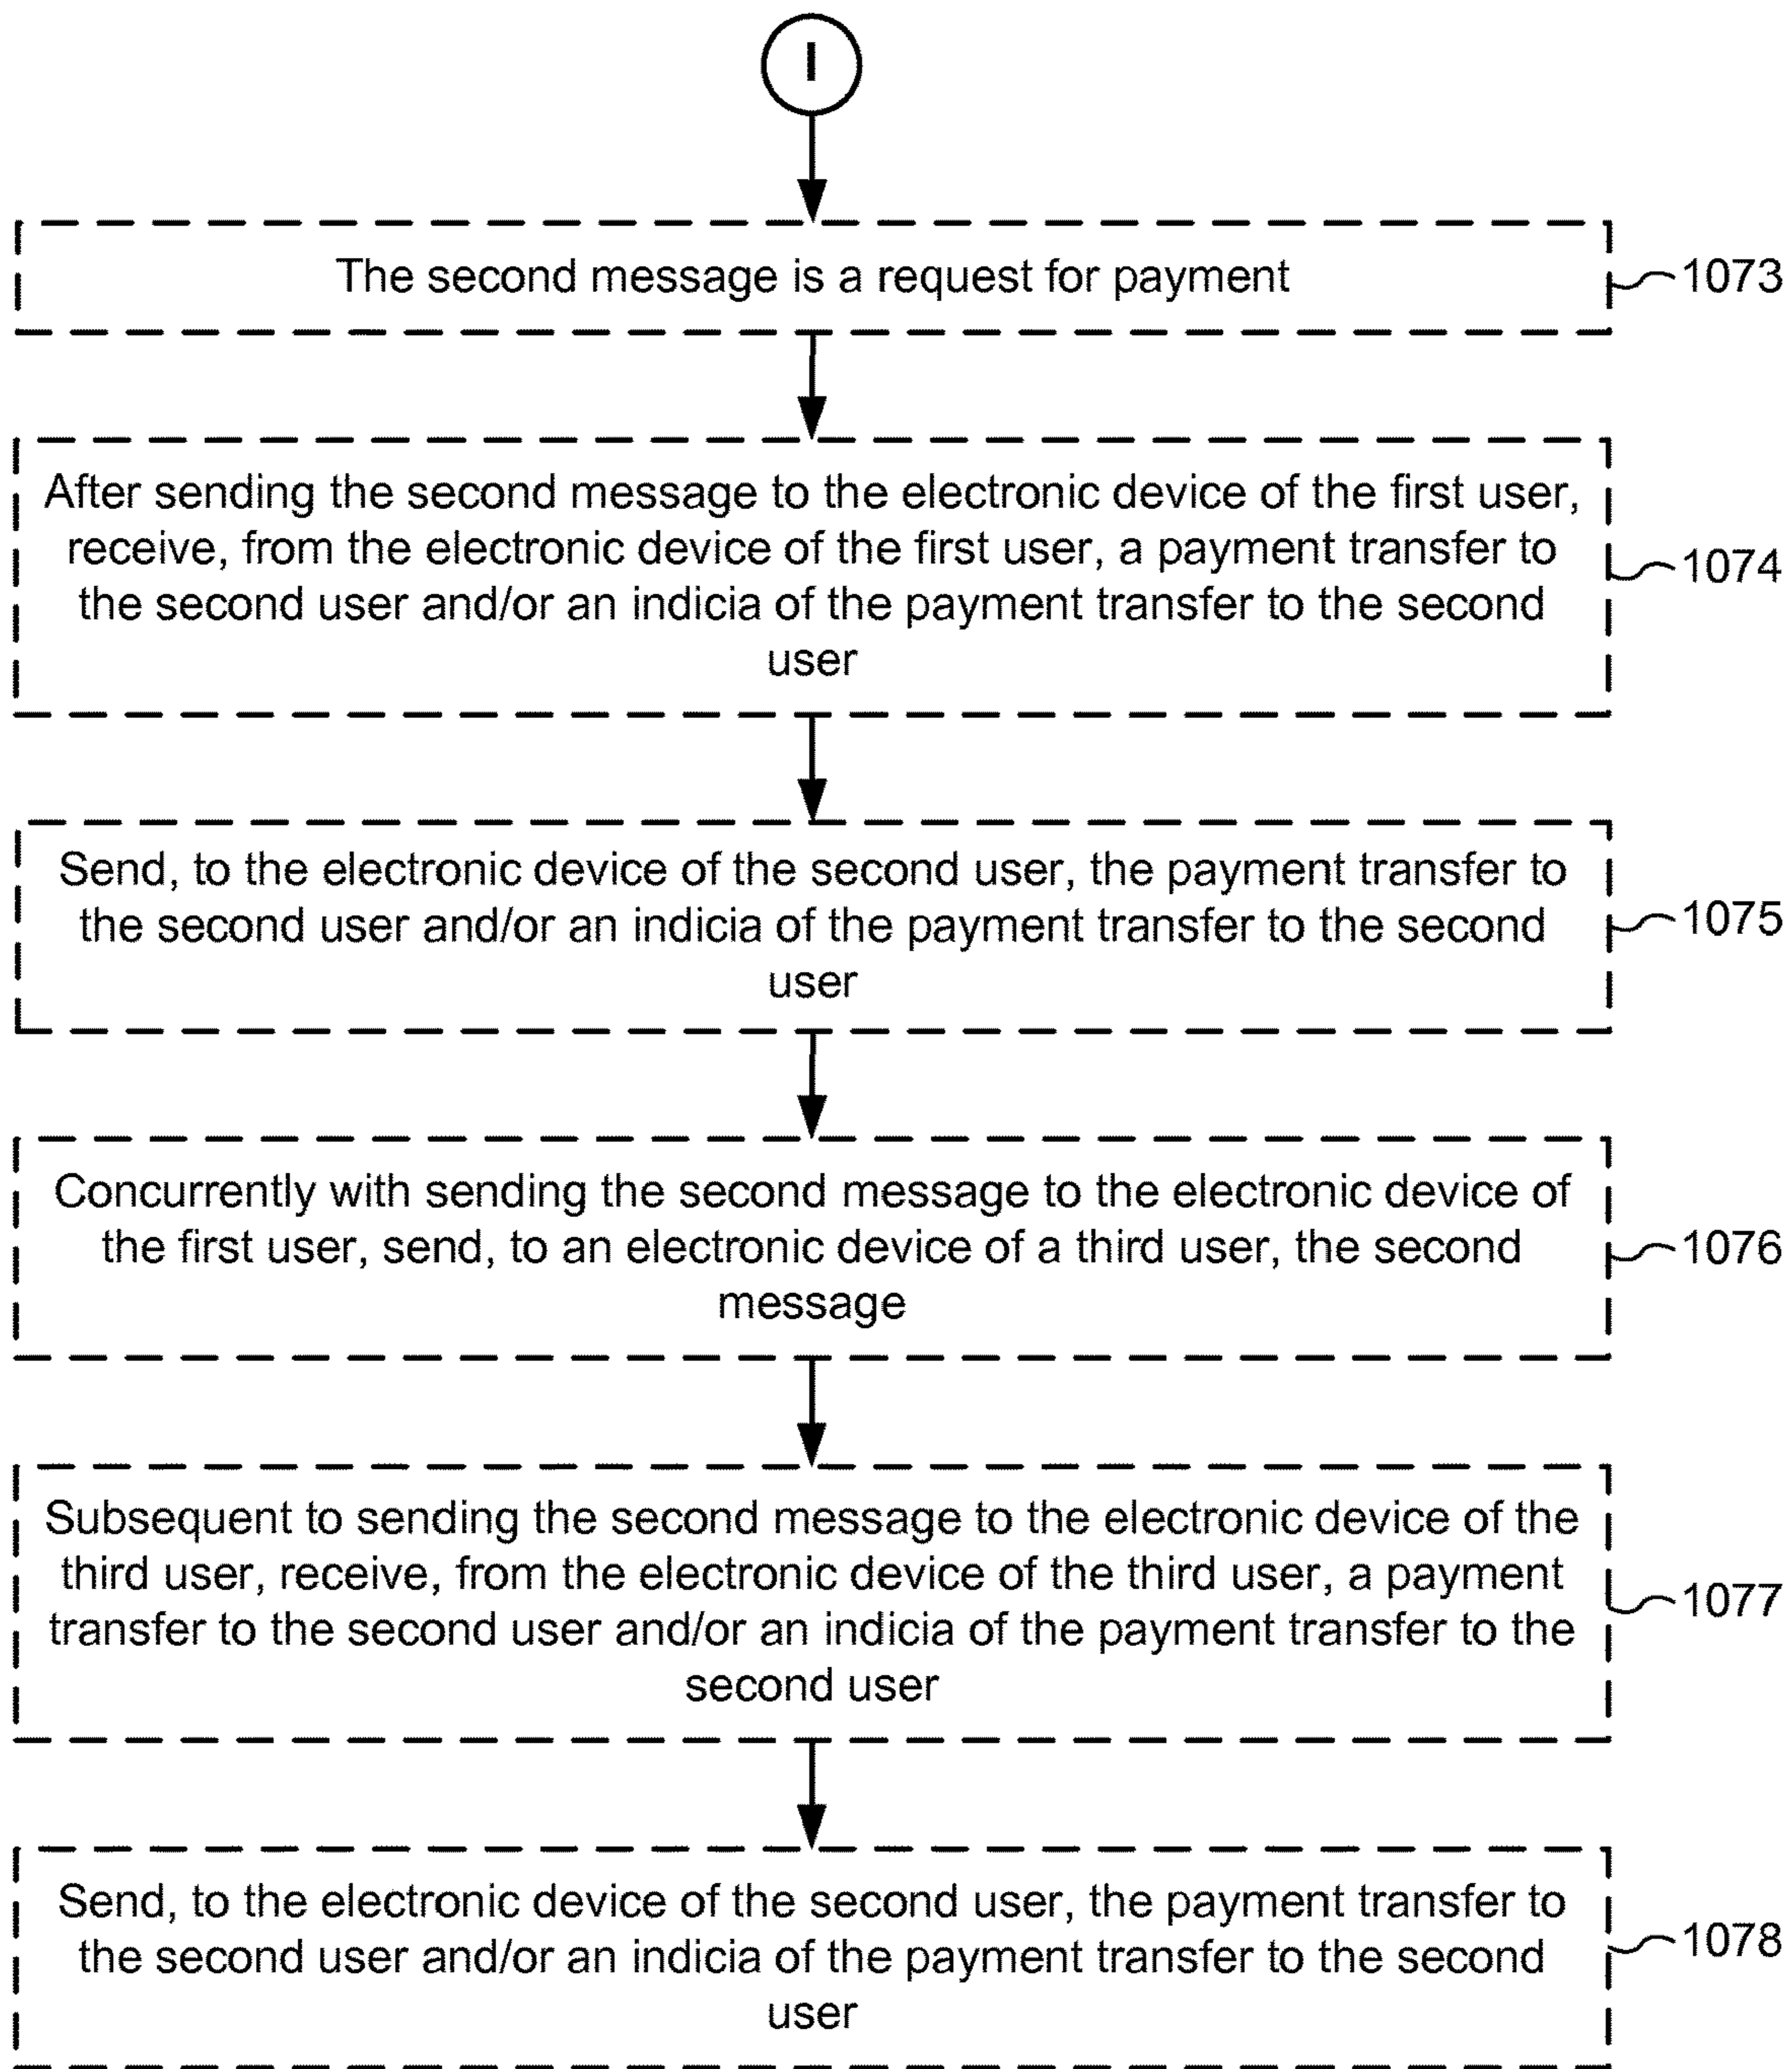 I
The second message is a request for payment
1073
After sending the second message to the electronic device of the first user,
receive, from the electronic device of the first user, a payment transfer to
the second user and/or an indicia of the payment transfer to the second
user
1074
Send, to the electronic device of the second user, the payment transfer to
the second user and/or an indicia of the payment transfer to the second
user
1075
Concurrently with sending the second message to the electronic device of
the first user, send, to an electronic device of a third user, the second
message
1076
Subsequent to sending the second message to the electronic device of the
third user, receive, from the electronic device of the third user, a payment
transfer to the second user and/or an indicia of the payment transfer to the
second user
1077
Send, to the electronic device of the second user, the payment transfer to
the second user and/or an indicia of the payment transfer to the second
user
1078